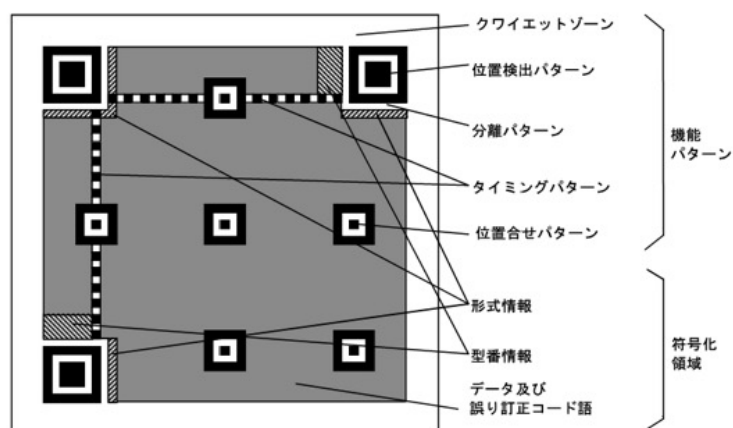 クワイエットゾーン
位置検出パターン
分離パターン
タイミングパターン
位置合せパターン
機能
パターン
形式情報
型番情報
データ及び
誤り訂正コード語
符号化
領域